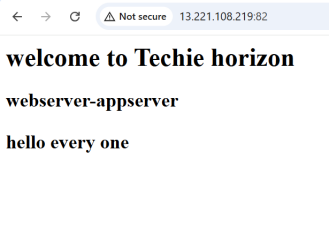 Not secure 13.221.108.219:82
welcome to Techie horizon
webserver-appserver
hello every one